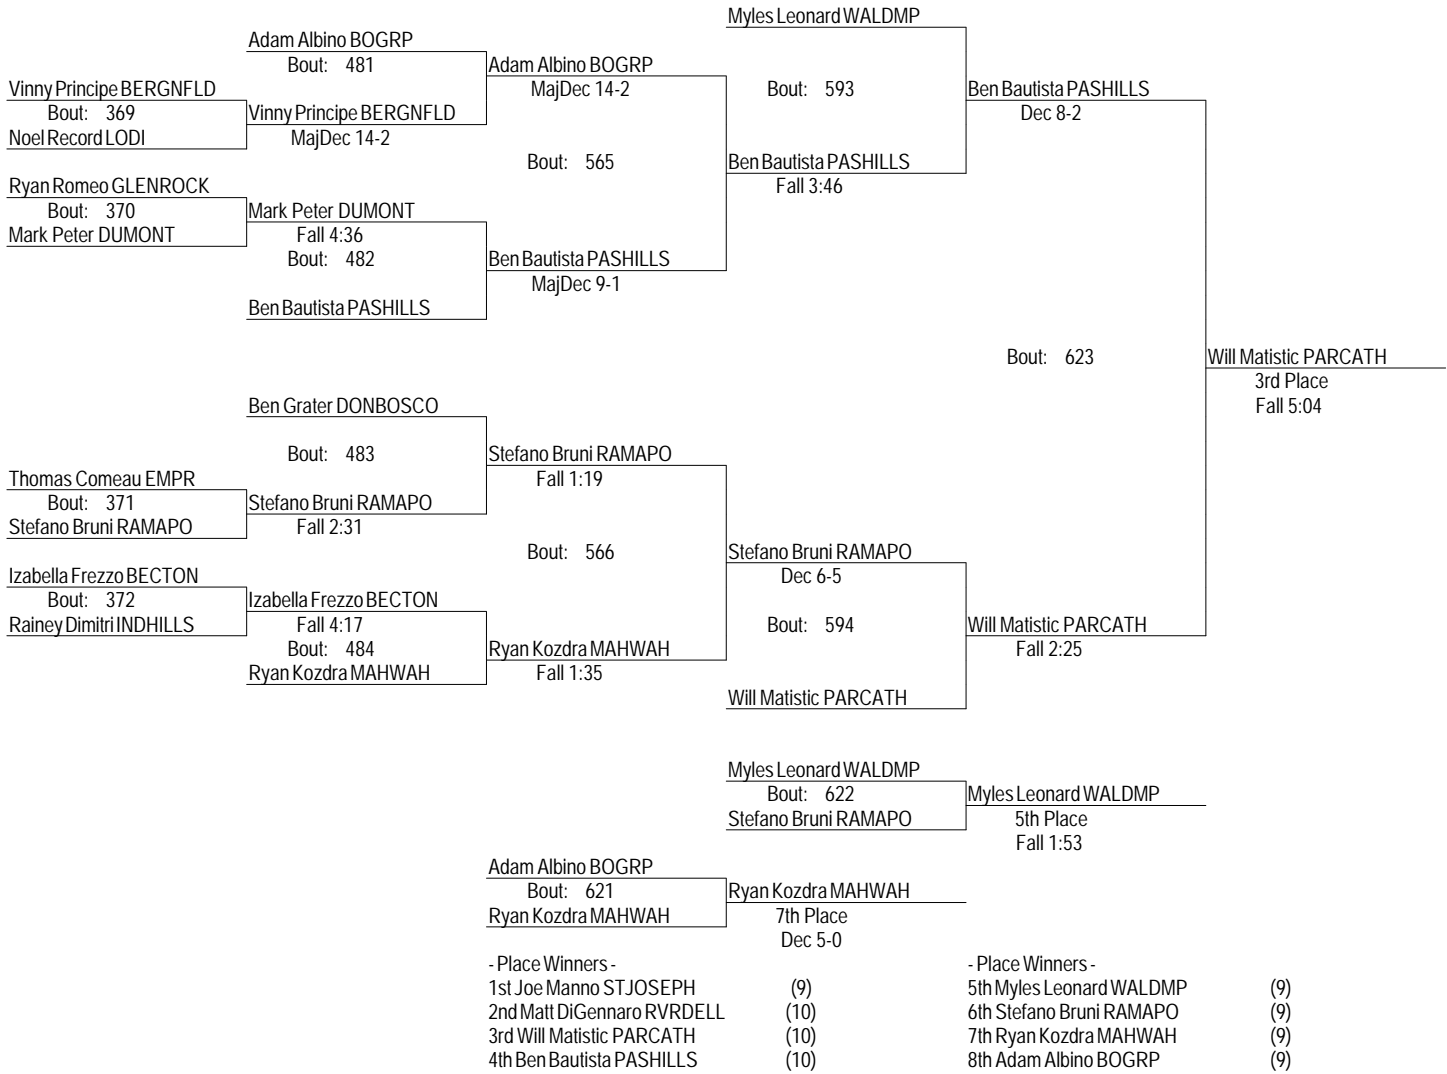 Myles Leonard WALDMP
Adam Albino BOGRP
Bout: 481
Adam Albino BOGRP
MajDec 14-2
Bout: 593
Vinny Principe BERGNFLD
Ben Bautista PASHILLS
Dec 8-2
Bout: 369
Vinny Principe BERGNFLD
MajDec 14-2
Noel Record LODI
Bout: 565
Ben Bautista PASHILLS
Fall 3:46
Ryan Romeo GLENROCK
Bout: 370
Mark Peter DUMONT
Fall 4:36
Mark Peter DUMONT
Bout: 482
Ben Bautista PASHILLS
MajDec 9-1
Ben Bautista PASHILLS
Bout: 623
Will Matistic PARCATH
3rd Place
Fall 5:04
Ben Grater DONBOSCO
Bout: 483
Stefano Bruni RAMAPO
Fall 1:19
Thomas Comeau EMPR
Bout: 371
Stefano Bruni RAMAPO
Fall 2:31
Stefano Bruni RAMAPO
Bout: 566
Stefano Bruni RAMAPO
Dec 6-5
Izabella Frezzo BECTON
Bout: 372
Izabella Frezzo BECTON
Fall 4:17
Rainey Dimitri INDHILLS
Bout: 594
Will Matistic PARCATH
Fall 2:25
Bout: 484
Ryan Kozdra MAHWAH
Fall 1:35
Ryan Kozdra MAHWAH
Will Matistic PARCATH
Myles Leonard WALDMP
Bout: 622
Myles Leonard WALDMP
5th Place
Fall 1:53
Stefano Bruni RAMAPO
Adam Albino BOGRP
Bout: 621
Ryan Kozdra MAHWAH
7th Place
Dec 5-0
Ryan Kozdra MAHWAH
- Place Winners -
1st Joe Manno STJOSEPH (9)
2nd Matt DiGennaro RVRDELL (10)
3rd Will Matistic PARCATH (10)
4th Ben Bautista PASHILLS (10)
- Place Winners -
5th Myles Leonard WALDMP (9)
6th Stefano Bruni RAMAPO (9)
7th Ryan Kozdra MAHWAH (9)
8th Adam Albino BOGRP (9)